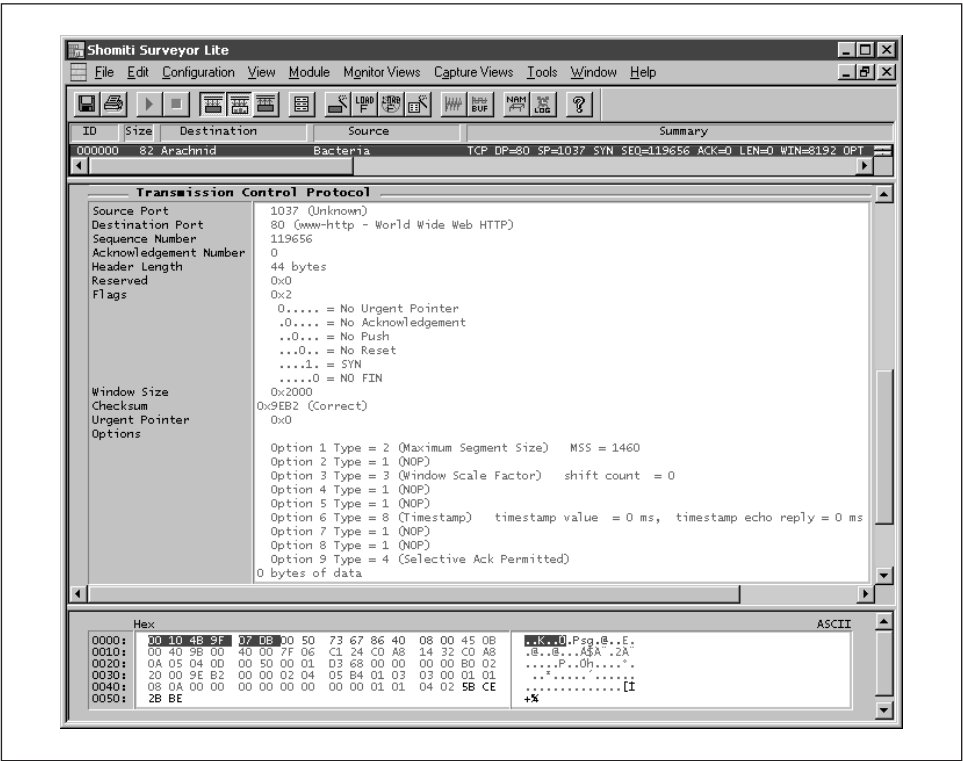 Shomiti Surveyor Lite
File Edit Configuration View Module Monitor Views Capture Views Tools Window Help
LOAD F LOAD BUF NAM LOG ?
ID Size Destination Source Summary
000000 82 Arachnid Bacteria TCP DP=80 SP=1037 SYN SEQ=119656 ACK=0 LEN=0 WIN=8192 OPT
Transmission Control Protocol
Source Port 1037 (Unknown)
Destination Port 80 (www-http - World Wide Web HTTP)
Sequence Number 119656
Acknowledgement Number 0
Header Length 44 bytes
Reserved 0x0
Flags 0x2
0..... = No Urgent Pointer
.0.... = No Acknowledgement
..0... = No Push
...0.. = No Reset
....1. = SYN
.....0 = NO FIN
Window Size 0x2000
Checksum 0x9EB2 (Correct)
Urgent Pointer 0x0
Options
Option 1 Type = 2 (Maximum Segment Size) MSS = 1460
Option 2 Type = 1 (NOP)
Option 3 Type = 3 (Window Scale Factor) shift count = 0
Option 4 Type = 1 (NOP)
Option 5 Type = 1 (NOP)
Option 6 Type = 8 (Timestamp) timestamp value = 0 ms, timestamp echo reply = 0 ms
Option 7 Type = 1 (NOP)
Option 8 Type = 1 (NOP)
Option 9 Type = 4 (Selective Ack Permitted)
0 bytes of data
Hex ASCII
0000: 00 10 4B 9F 07 DB 00 50 73 67 86 40 08 00 45 0B ..K..Û.Psg.@..E.
0010: 00 40 9B 00 40 00 7F 06 C1 24 C0 A8 14 32 C0 A8 .@..@...Á$À¨.2À¨
0020: 0A 05 04 0D 00 50 00 01 D3 68 00 00 00 00 B0 02 .....P..Óh....°.
0030: 20 00 9E B2 00 00 02 04 05 B4 01 03 03 00 01 01 ...².....´......
0040: 08 0A 00 00 00 00 00 00 00 00 01 01 04 02 5B CE ..............[Î
0050: 2B BE +¾